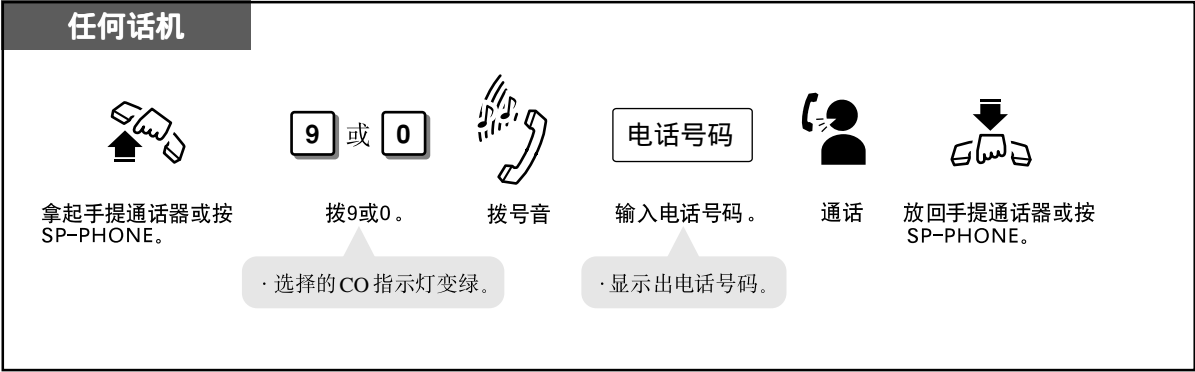 任何话机
9 或 0
电话号码
拿起手提通话器或按
SP-PHONE。
拨9或0。
拨号音
输入电话号码。
通话
放回手提通话器或按
SP-PHONE。
·选择的CO指示灯变绿。
·显示出电话号码。